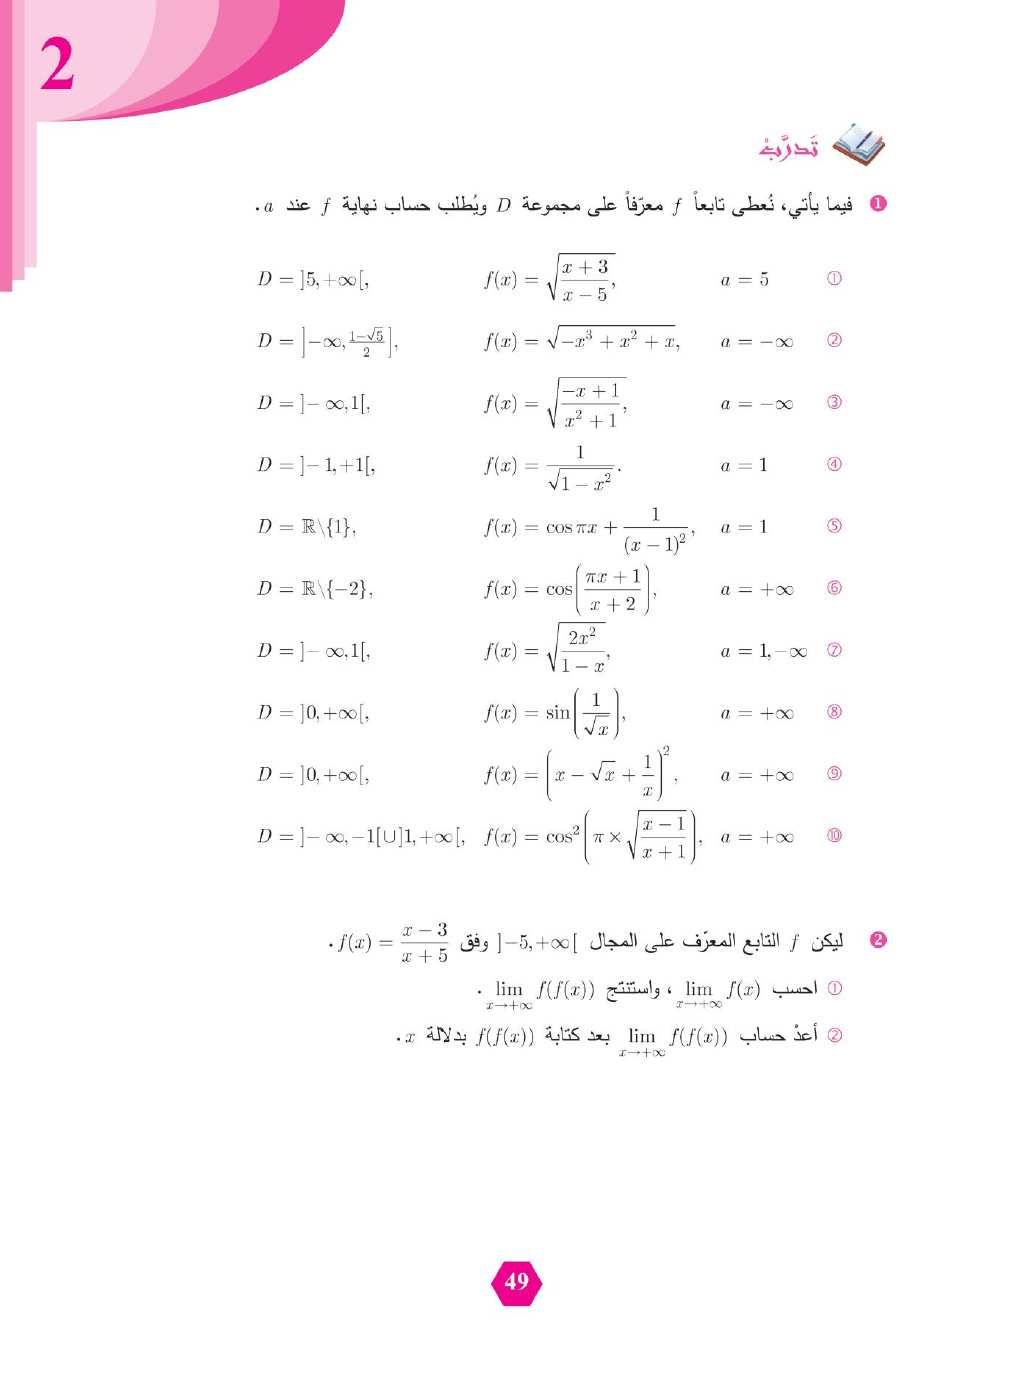 2
تَدرَّبْ
❶ فيما يأتي، نُعطى تابعاً f معرّفاً على مجموعة D ويُطلب حساب نهاية f عند a.
① a = 5 f(x) = √((x + 3)/(x − 5)), D = ]5, +∞[,
② a = −∞ f(x) = √(−x³ + x² + x), D = ]−∞, (1−√5)/2],
③ a = −∞ f(x) = √((−x + 1)/(x² + 1)), D = ]− ∞, 1[,
④ a = 1 f(x) = 1/√(1 − x²). D = ]− 1, +1[,
⑤ a = 1 f(x) = cos πx + 1/(x − 1)², D = ℝ\{1},
⑥ a = +∞ f(x) = cos((πx + 1)/(x + 2)), D = ℝ\{−2},
⑦ a = 1, −∞ f(x) = √(2x²/(1 − x)), D = ]− ∞, 1[,
⑧ a = +∞ f(x) = sin(1/√x), D = ]0, +∞[,
⑨ a = +∞ f(x) = (x − √x + 1/x)², D = ]0, +∞[,
⑩ a = +∞ f(x) = cos²(π × √((x − 1)/(x + 1))), D = ]− ∞, −1[∪]1, +∞[,
❷ ليكن f التابع المعرّف على المجال ]−5, +∞[ وفق f(x) = (x − 3)/(x + 5).
① احسب lim x→+∞ f(x)، واستنتج lim x→+∞ f(f(x)).
② أعدْ حساب lim x→+∞ f(f(x)) بعد كتابة f(f(x)) بدلالة x.
49